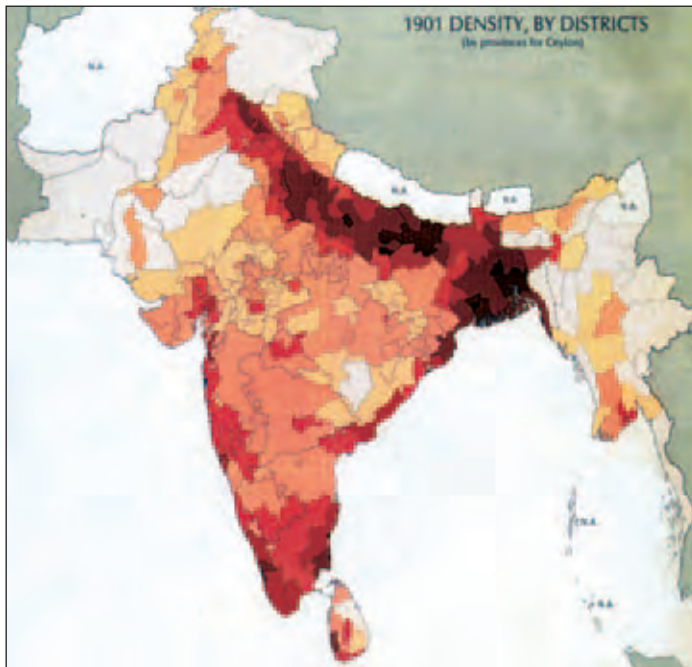 1901 DENSITY, BY DISTRICTS
(by provinces for Ceylon)
N.A.
N.A.
N.A.
N.A.
N.A.
N.A.